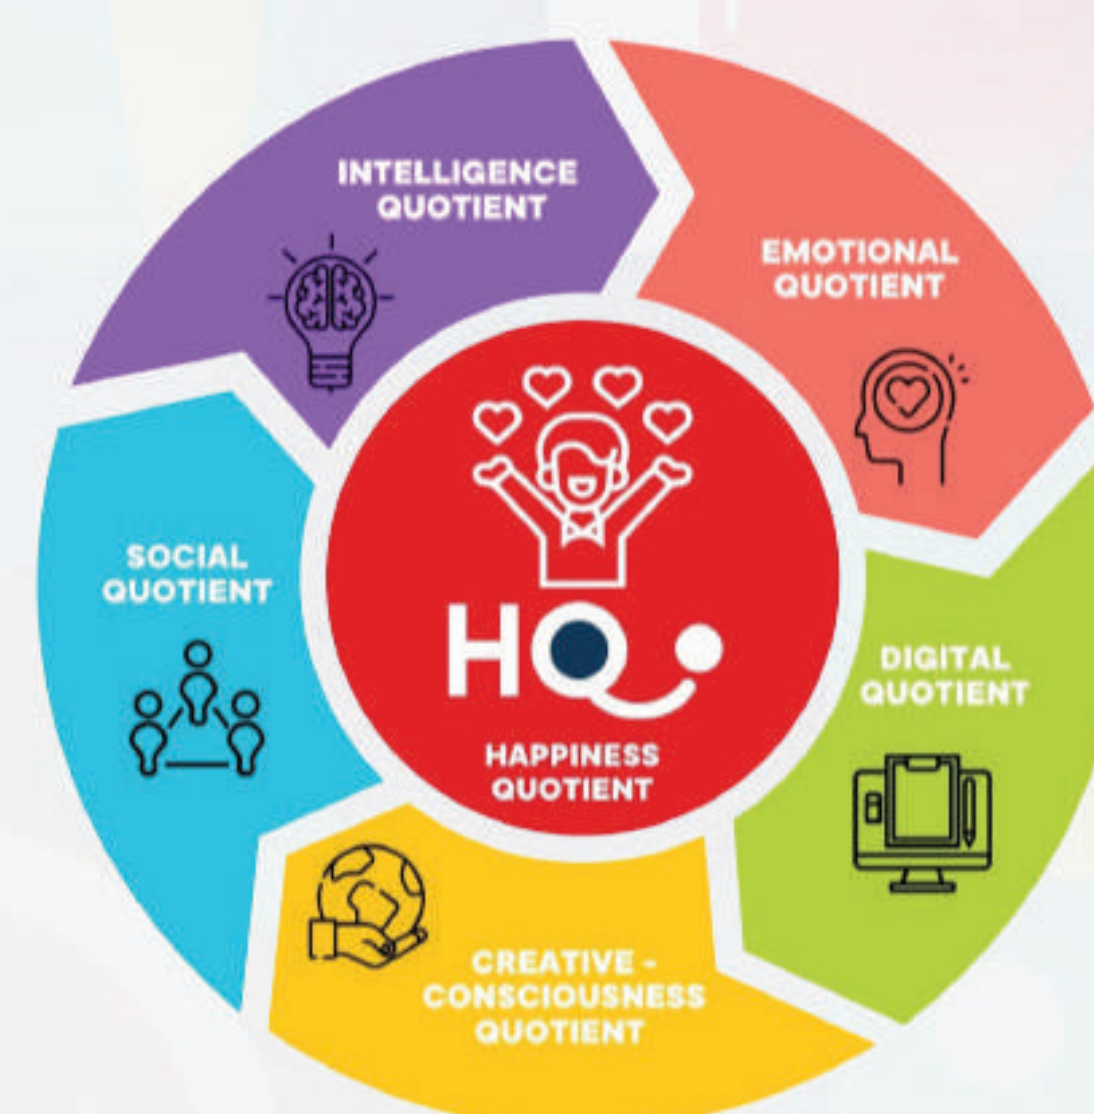 INTELLIGENCE
QUOTIENT
EMOTIONAL
QUOTIENT
DIGITAL
QUOTIENT
CREATIVE -
CONSCIOUSNESS
QUOTIENT
SOCIAL
QUOTIENT
HQ
HAPPINESS
QUOTIENT